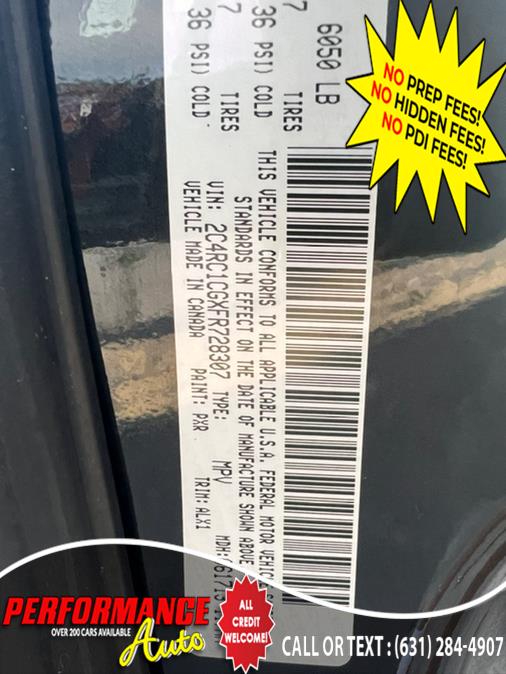 NO PREP FEES!
NO HIDDEN FEES!
NO PDI FEES!
6050 LB
7 TIRES
36 PSI) COLD
7 TIRES
36 PSI) COLD
THIS VEHICLE CONFORMS TO ALL APPLICABLE U.S.A. FEDERAL MOTOR
STANDARDS IN EFFECT ON THE DATE OF MANUFACTURE SHOWN ABOVE
VIN: 2C4RC1CGXFR728307 TYPE: MPV
VEHICLE MADE IN CANADA PAINT: PXR TRIM: ALX1
PERFORMANCE
OVER 200 CARS AVAILABLE
Auto
ALL
CREDIT
WELCOME!
CALL OR TEXT : (631) 284-4907